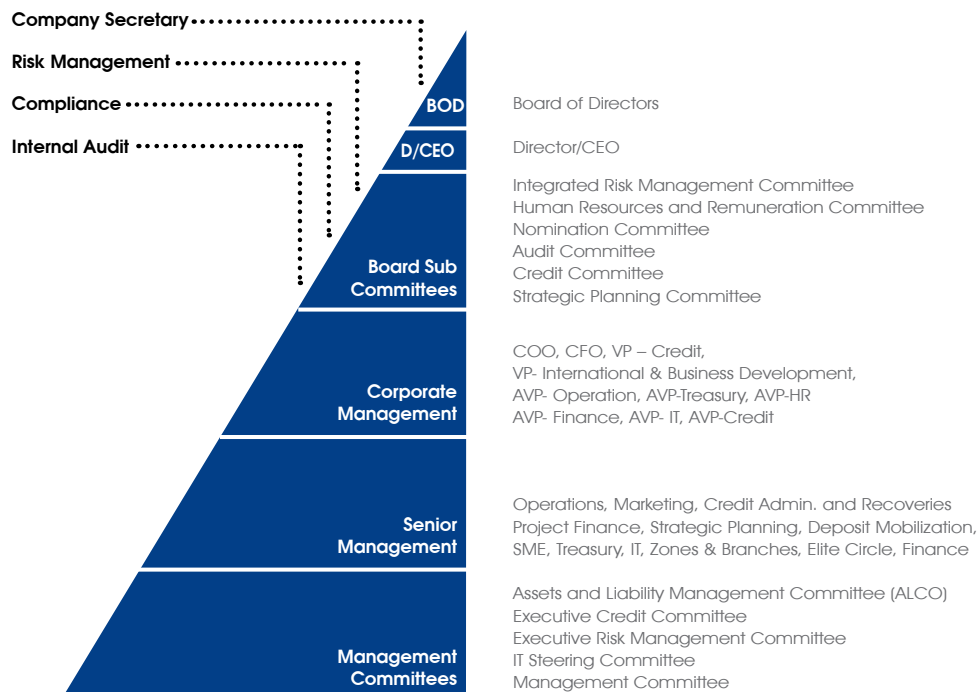 Company Secretary
Risk Management
Compliance
Internal Audit
BOD
Board of Directors
D/CEO
Director/CEO
Board Sub
Committees
Integrated Risk Management Committee
Human Resources and Remuneration Committee
Nomination Committee
Audit Committee
Credit Committee
Strategic Planning Committee
Corporate
Management
COO, CFO, VP – Credit,
VP- International & Business Development,
AVP- Operation, AVP-Treasury, AVP-HR
AVP- Finance, AVP- IT, AVP-Credit
Senior
Management
Operations, Marketing, Credit Admin. and Recoveries
Project Finance, Strategic Planning, Deposit Mobilization,
SME, Treasury, IT, Zones & Branches, Elite Circle, Finance
Management
Committees
Assets and Liability Management Committee (ALCO)
Executive Credit Committee
Executive Risk Management Committee
IT Steering Committee
Management Committee